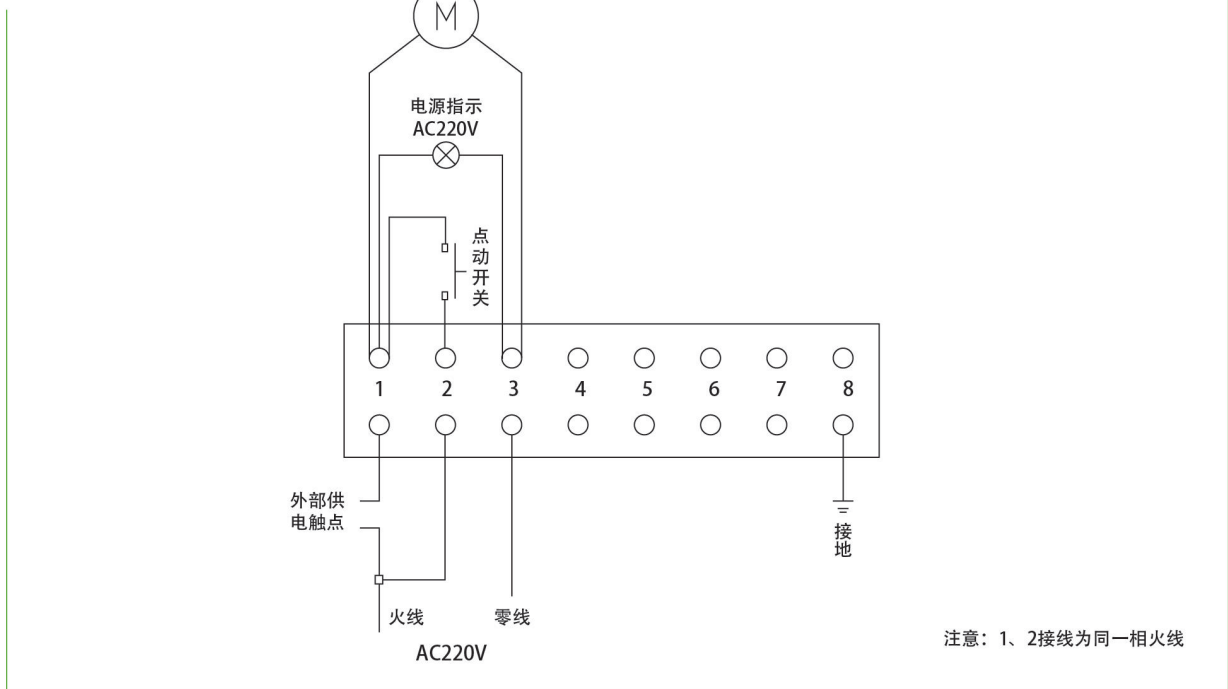 M
电源指示
AC220V
点动开关
1 2 3 4 5 6 7 8
外部供
电触点
接地
火线 零线
AC220V
注意：1、2接线为同一相火线